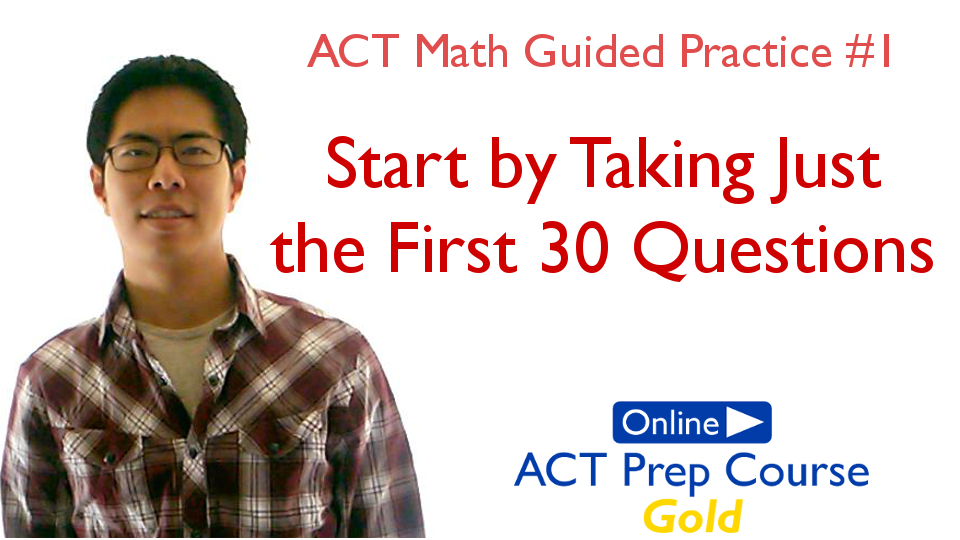 ACT Math Guided Practice #1
Start by Taking Just
the First 30 Questions
Online
ACT Prep Course
Gold